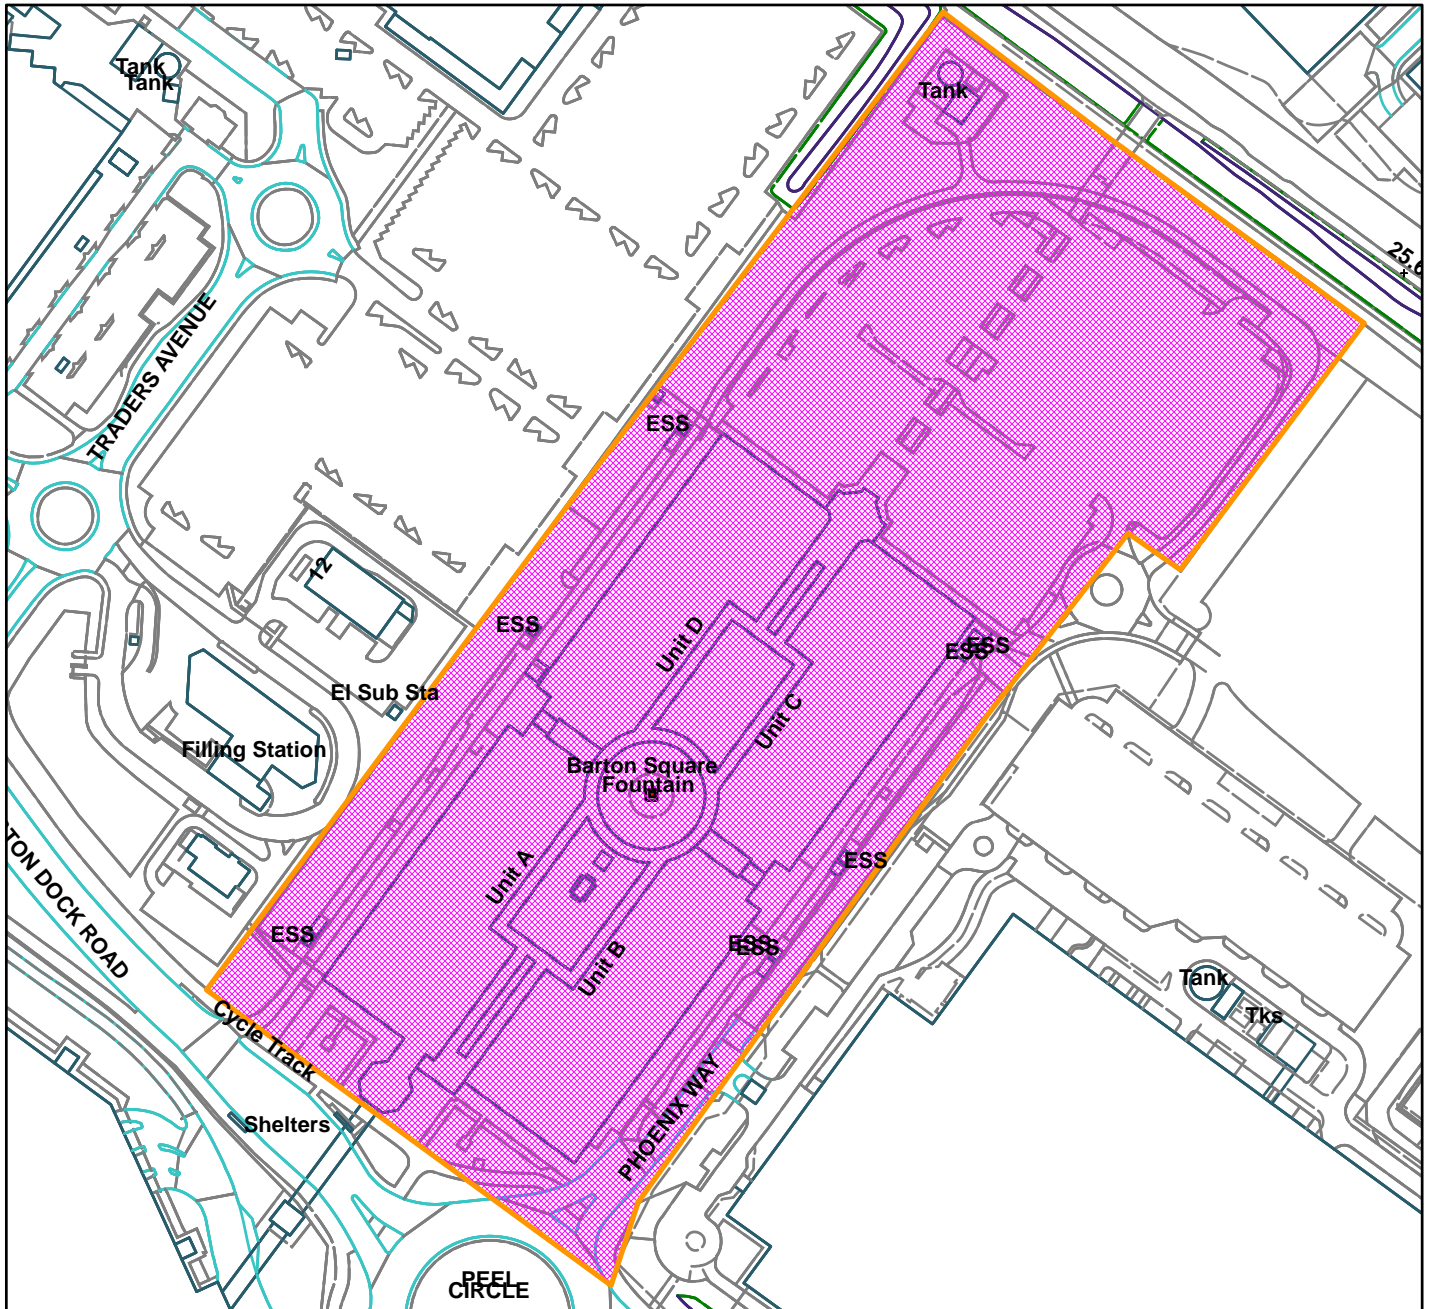 Tank
Tank
Tank
25.6
TRADERS AVENUE
ESS
12
ESS
Unit D
ESS
ESS
El Sub Sta
Unit C
Filling Station
Barton Square
Fountain
TON DOCK ROAD
Unit A
ESS
ESS
Unit B
ESS
ESS
Tank
Cycle Track
Tks
PHOENIX WAY
Shelters
PEEL
CIRCLE